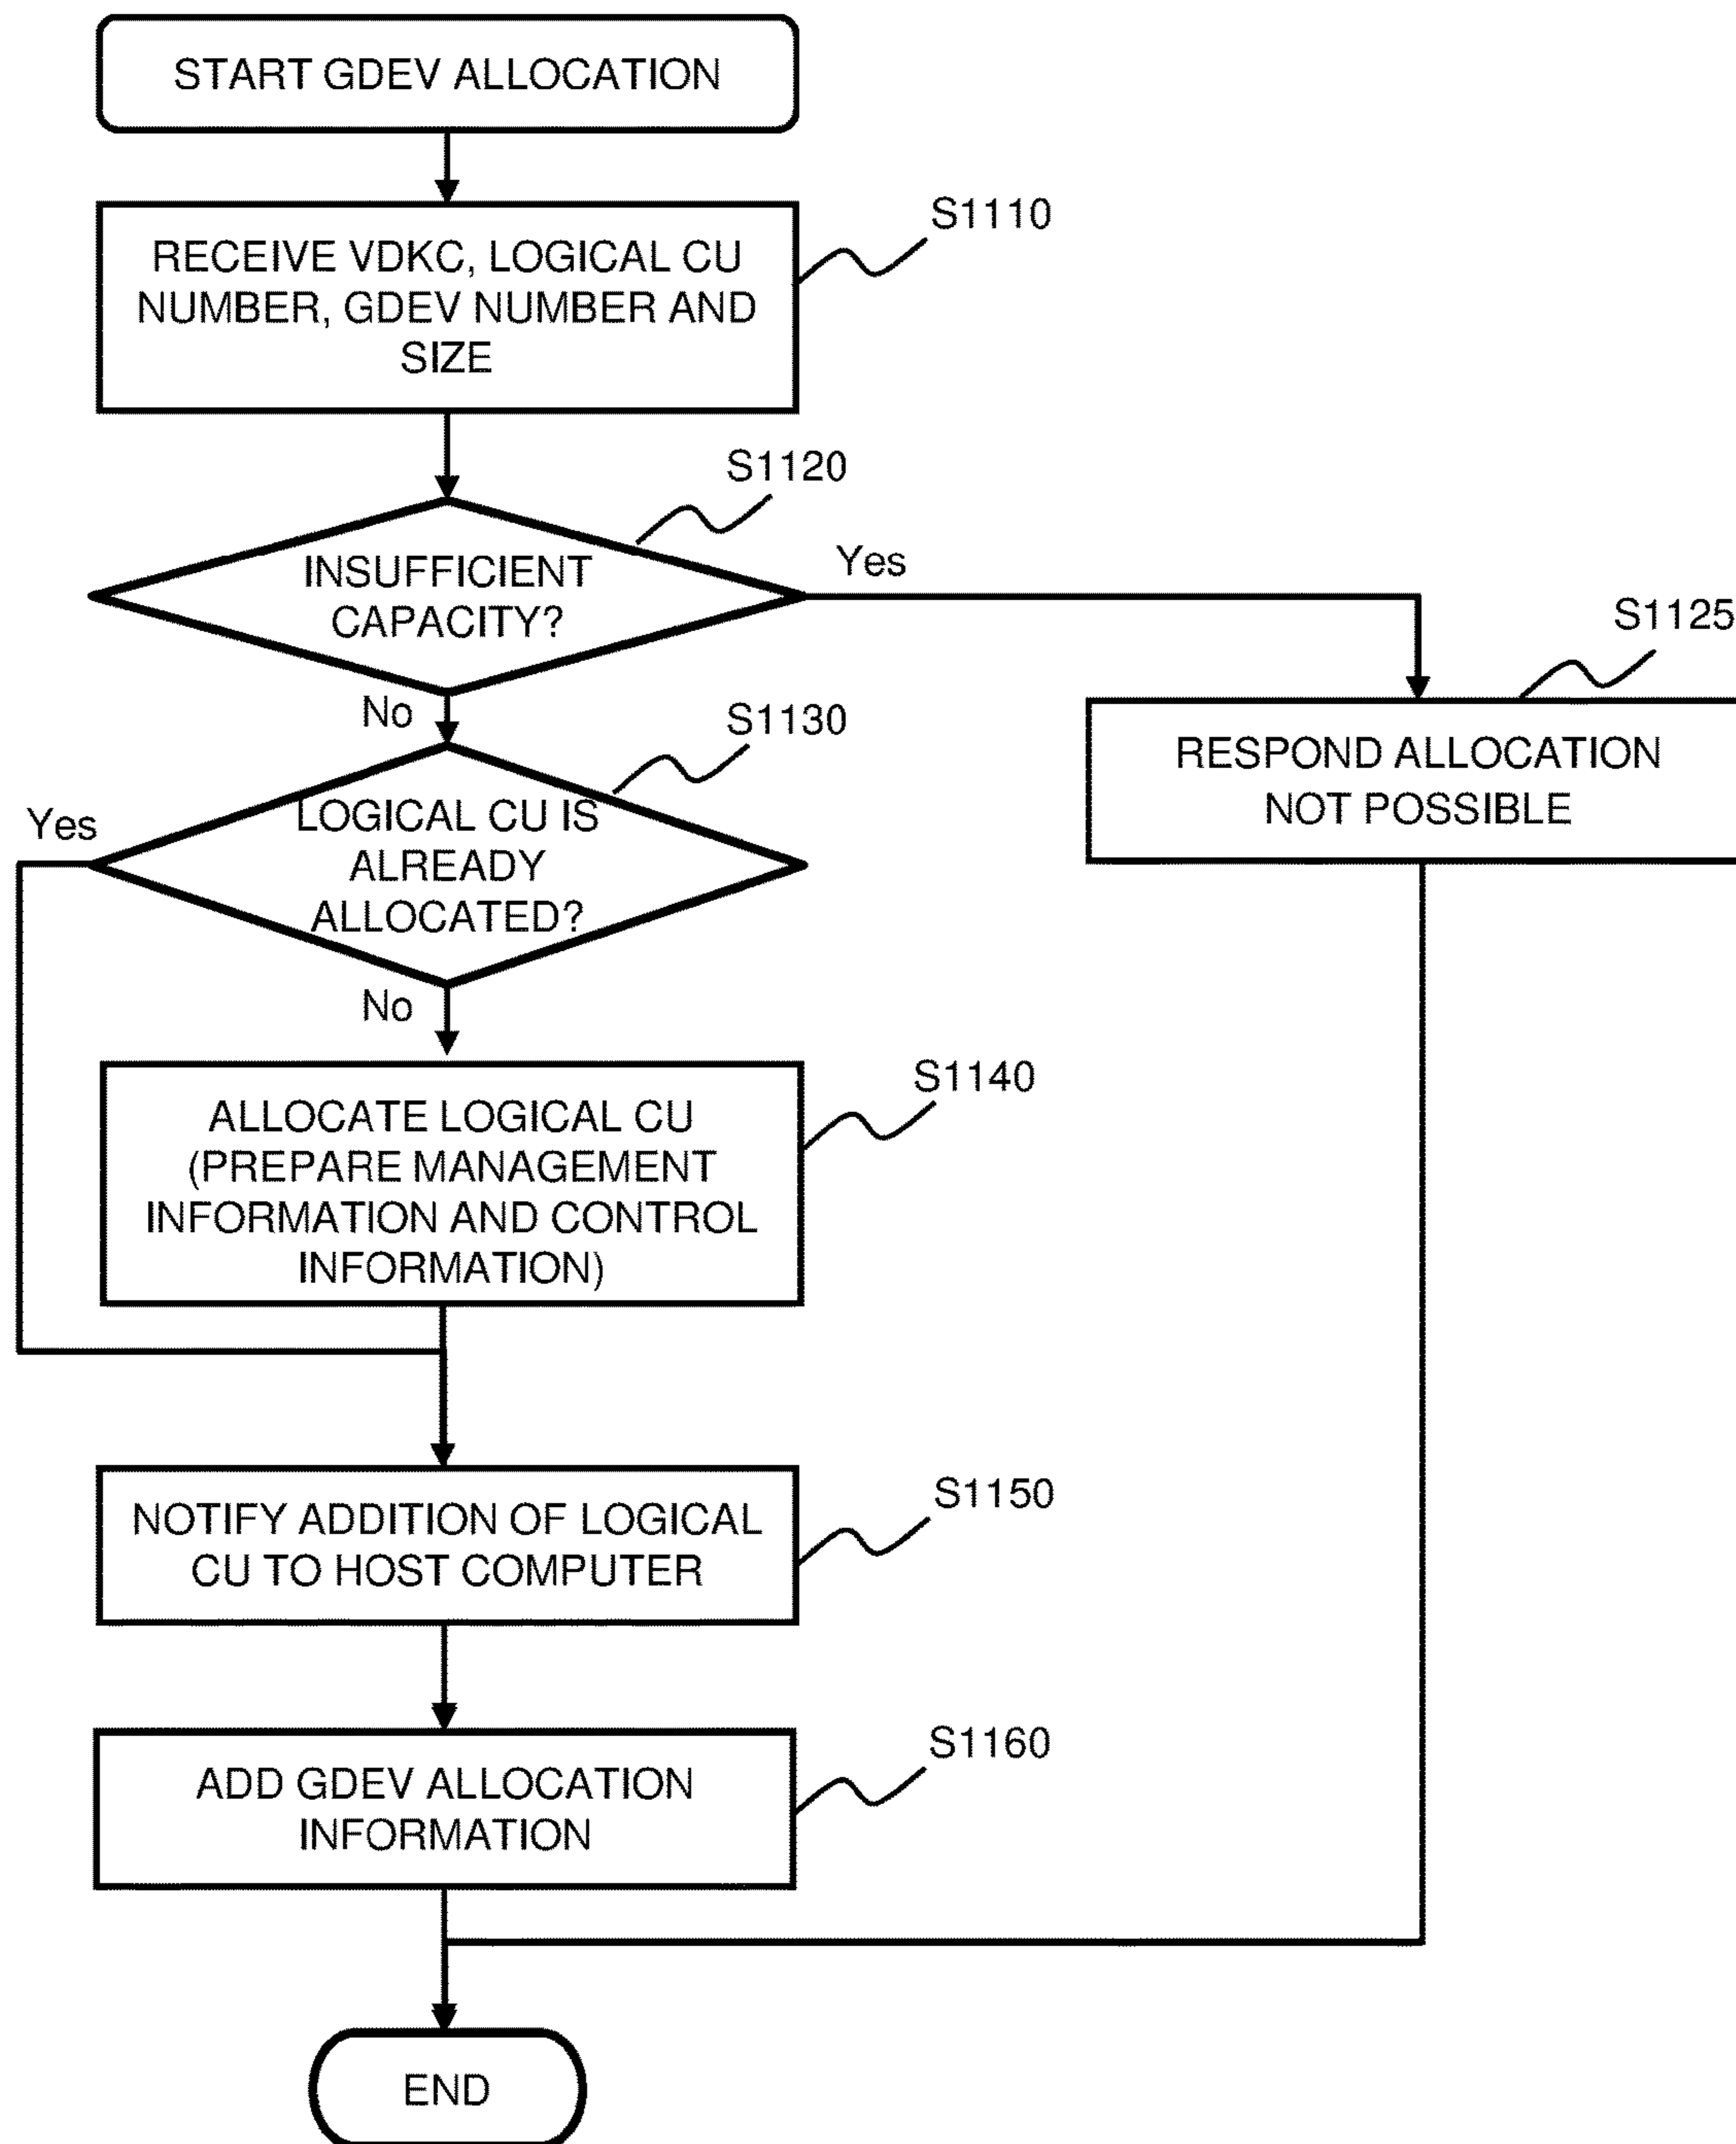 START GDEV ALLOCATION
S1110
RECEIVE VDKC, LOGICAL CU
NUMBER, GDEV NUMBER AND
SIZE
S1120
INSUFFICIENT
CAPACITY?
Yes
No
S1125
RESPOND ALLOCATION
NOT POSSIBLE
S1130
LOGICAL CU IS
ALREADY
ALLOCATED?
Yes
No
S1140
ALLOCATE LOGICAL CU
(PREPARE MANAGEMENT
INFORMATION AND CONTROL
INFORMATION)
S1150
NOTIFY ADDITION OF LOGICAL
CU TO HOST COMPUTER
S1160
ADD GDEV ALLOCATION
INFORMATION
END